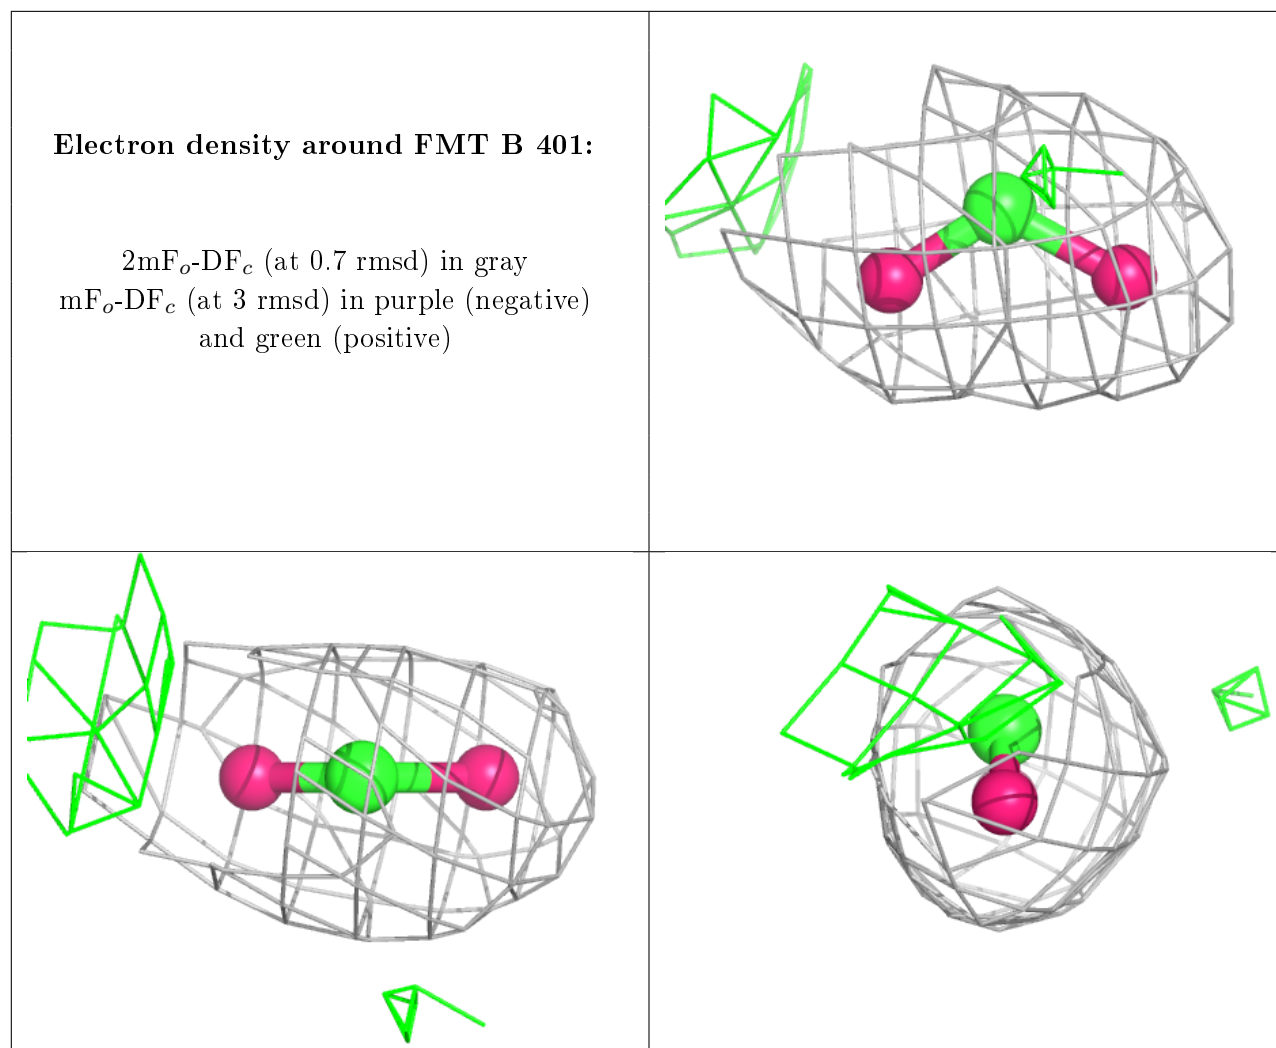 Electron density around FMT B 401:
2mFₒ-DF𝒸 (at 0.7 rmsd) in gray
mFₒ-DF𝒸 (at 3 rmsd) in purple (negative)
and green (positive)